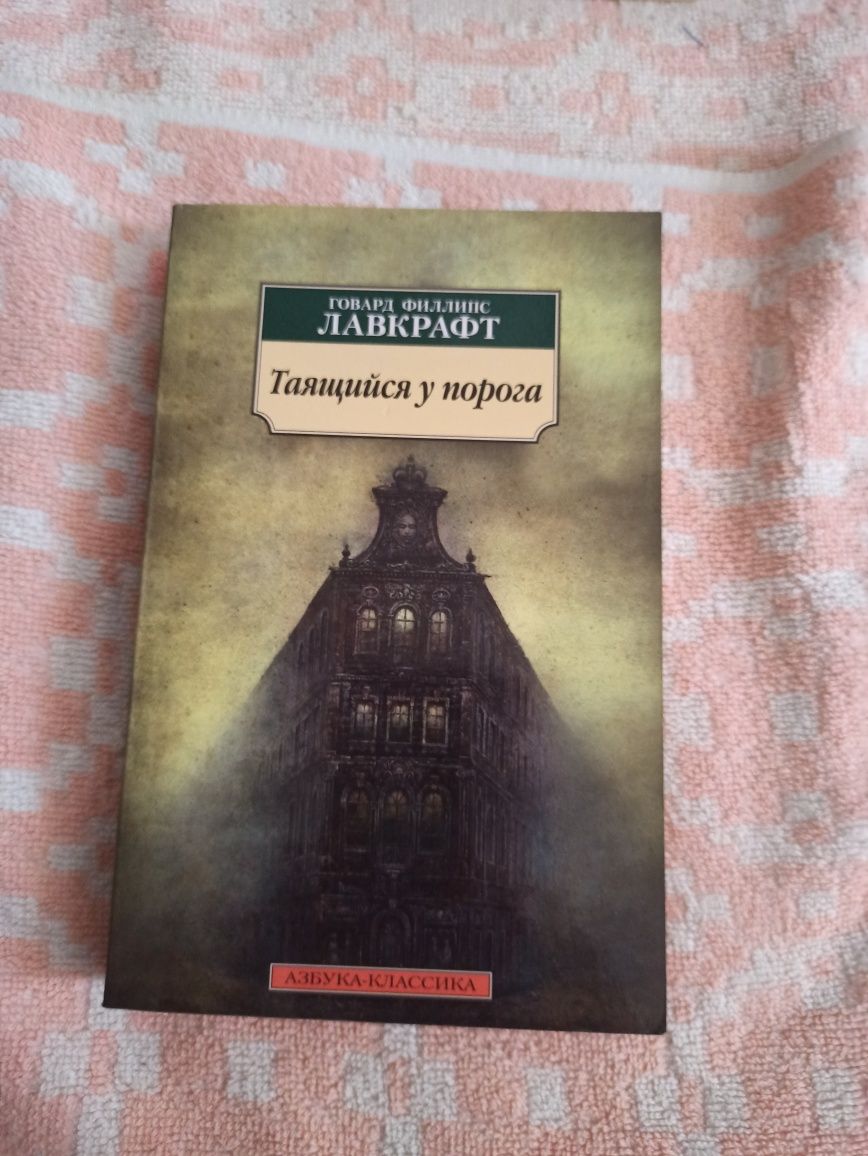 ГОВАРД ФИЛЛИПС
ЛАВКРАФТ
Таящийся у порога
АЗБУКА-КЛАССИКА